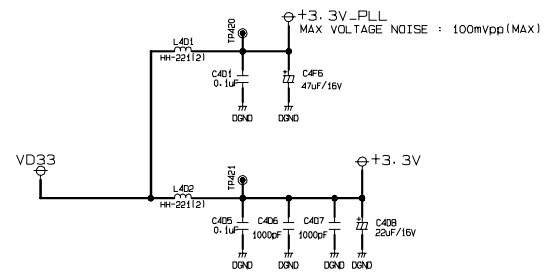 +3.3V_PLL
MAX VOLTAGE NOISE : 100mVpp(MAX)
TP420
L4D1
HH-221(2)
C4D1
0.1uF
C4F6
47uF/16V
DGND
DGND
VD33
+3.3V
TP421
L4D2
HH-221(2)
C4D5
0.1uF
C4D6
1000pF
C4D7
1000pF
C4D8
22uF/16V
DGND
DGND
DGND
DGND